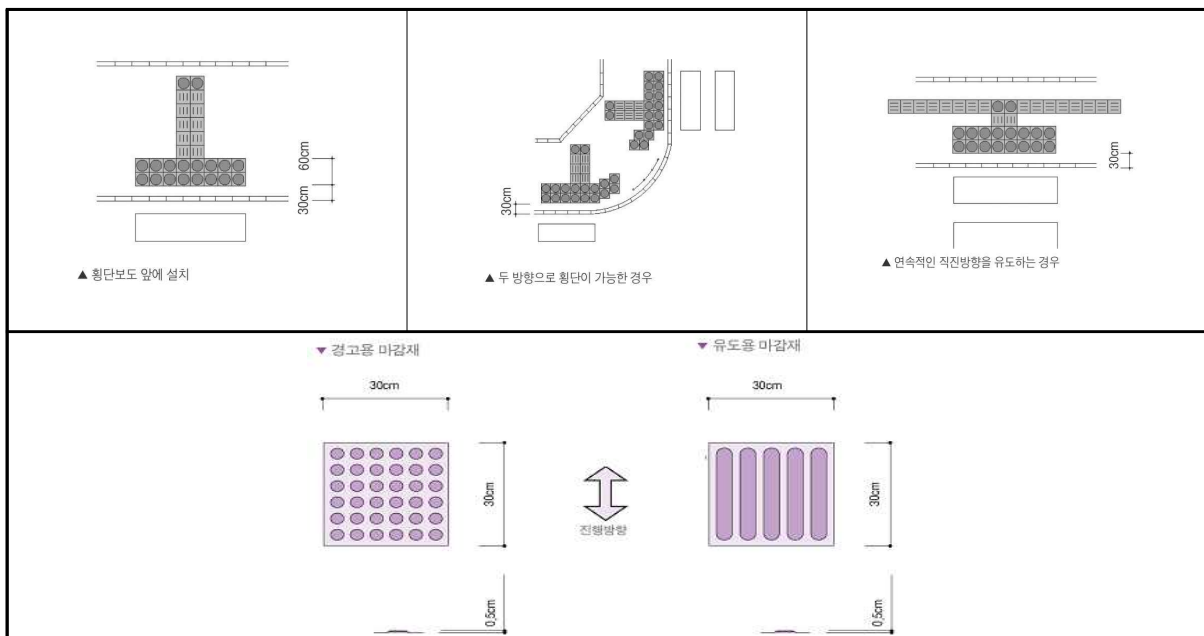 60cm
30cm
▲ 횡단보도 앞에 설치
30cm
▲ 두 방향으로 횡단이 가능한 경우
30cm
▲ 연속적인 직진방향을 유도하는 경우
▼ 경고용 마감재
30cm
30cm
0.5cm
진행방향
▼ 유도용 마감재
30cm
30cm
0.5cm